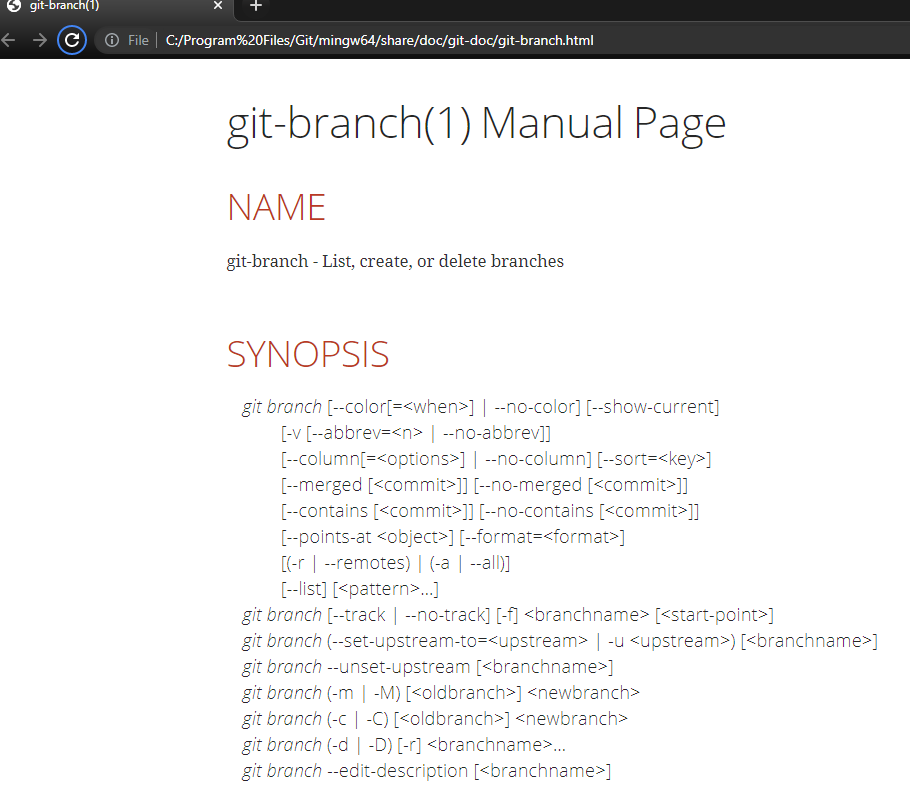 git-branch(1)
File
C:/Program%20Files/Git/mingw64/share/doc/git-doc/git-branch.html
git-branch(1) Manual Page
NAME
git-branch - List, create, or delete branches
SYNOPSIS
git branch [--color[=<when>] | --no-color] [--show-current]
[-v [--abbrev=<n> | --no-abbrev]]
[--column[=<options>] | --no-column] [--sort=<key>]
[--merged [<commit>]] [--no-merged [<commit>]]
[--contains [<commit>]] [--no-contains [<commit>]]
[--points-at <object>] [--format=<format>]
[(-r | --remotes) | (-a | --all)]
[--list] [<pattern>…​]
git branch [--track | --no-track] [-f] <branchname> [<start-point>]
git branch (--set-upstream-to=<upstream> | -u <upstream>) [<branchname>]
git branch --unset-upstream [<branchname>]
git branch (-m | -M) [<oldbranch>] <newbranch>
git branch (-c | -C) [<oldbranch>] <newbranch>
git branch (-d | -D) [-r] <branchname>…​
git branch --edit-description [<branchname>]